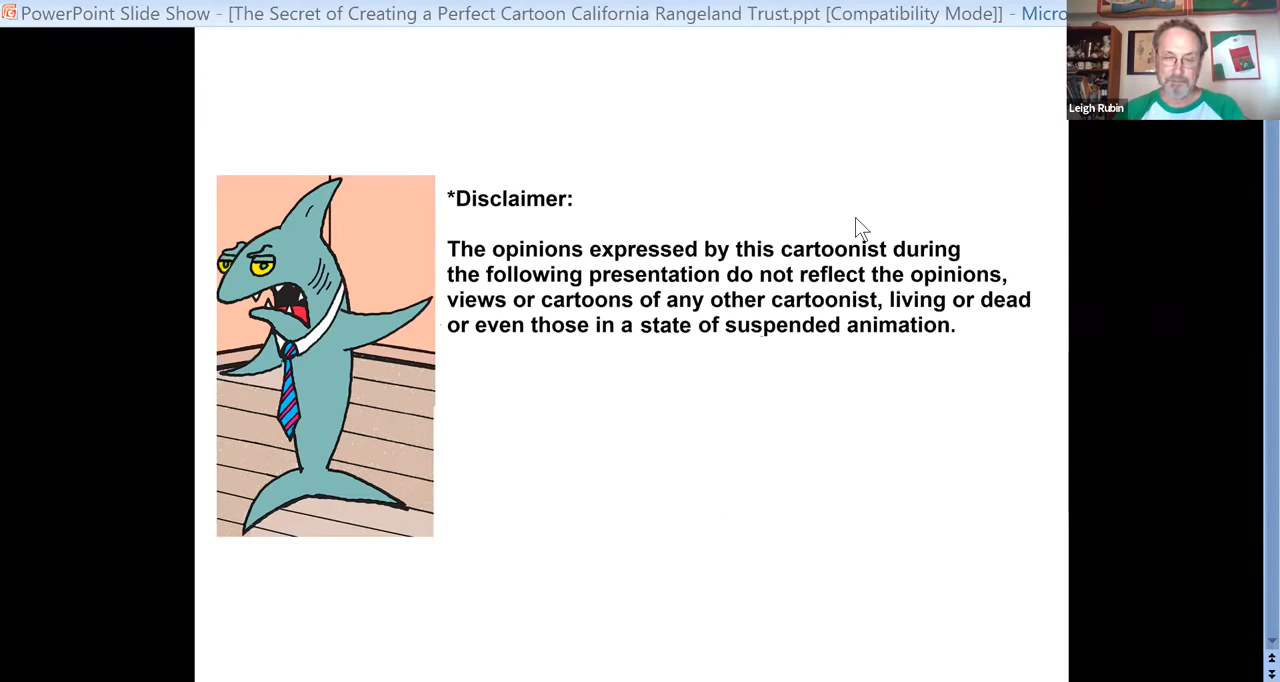 PowerPoint Slide Show - [The Secret of Creating a Perfect Cartoon California Rangeland Trust.ppt [Compatibility Mode]] - Micro
Leigh Rubin
*Disclaimer:
The opinions expressed by this cartoonist during
the following presentation do not reflect the opinions,
views or cartoons of any other cartoonist, living or dead
or even those in a state of suspended animation.